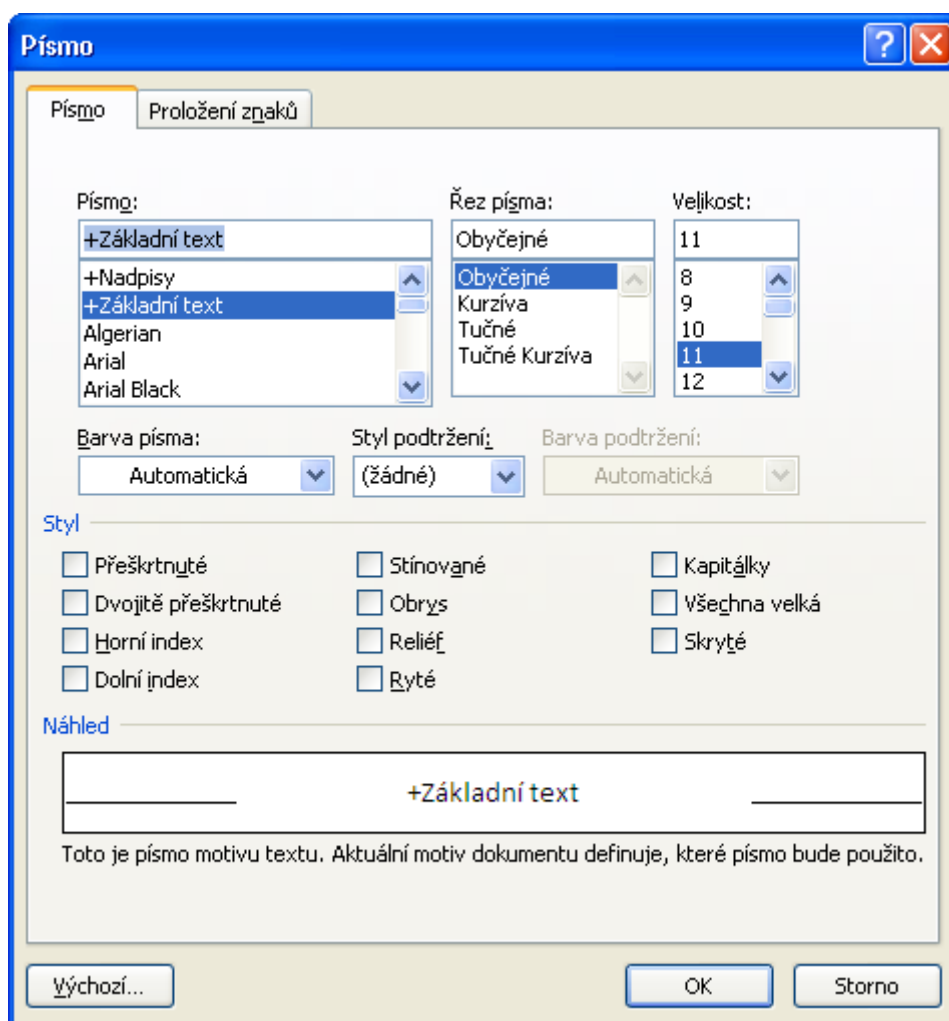 Písmo
Písmo Proložení znaků
Písmo: Řez písma: Velikost:
+Základní text Obyčejné 11
+Nadpisy Obyčejné 8
+Základní text Kurzíva 9
Algerian Tučné 10
Arial Tučné Kurzíva 11
Arial Black 12
Barva písma: Styl podtržení: Barva podtržení:
Automatická (žádné) Automatická
Styl
Přeškrtnuté Stínované Kapitálky
Dvojitě přeškrtnuté Obrys Všechna velká
Horní index Reliéf Skryté
Dolní index Ryté
Náhled
+Základní text
Toto je písmo motivu textu. Aktuální motiv dokumentu definuje, které písmo bude použito.
Výchozí... OK Storno